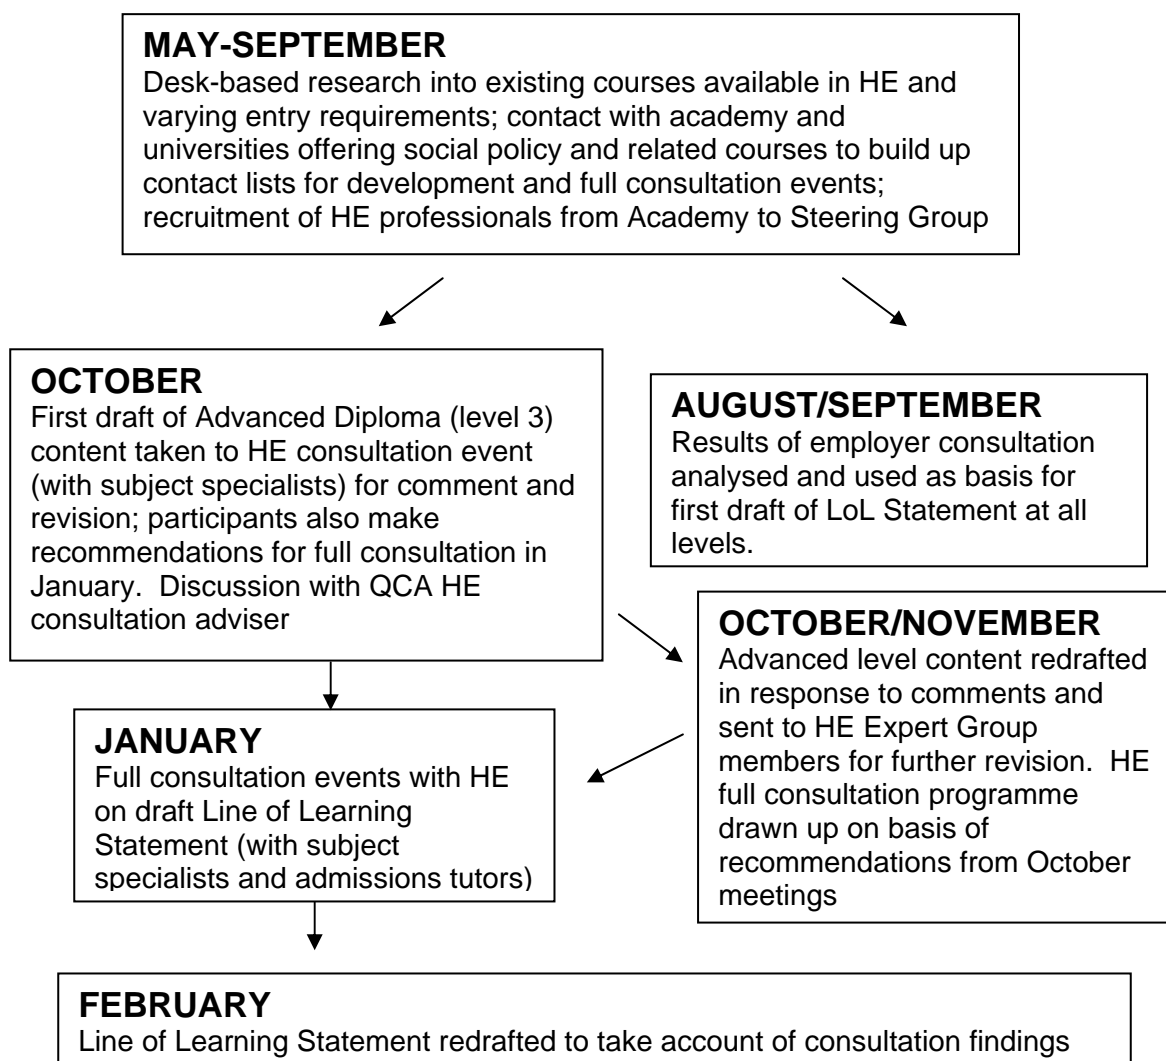 MAY-SEPTEMBER
Desk-based research into existing courses available in HE and
varying entry requirements; contact with academy and
universities offering social policy and related courses to build up
contact lists for development and full consultation events;
recruitment of HE professionals from Academy to Steering Group
OCTOBER
First draft of Advanced Diploma (level 3)
content taken to HE consultation event
(with subject specialists) for comment and
revision; participants also make
recommendations for full consultation in
January.  Discussion with QCA HE
consultation adviser
AUGUST/SEPTEMBER
Results of employer consultation
analysed and used as basis for
first draft of LoL Statement at all
levels.
OCTOBER/NOVEMBER
Advanced level content redrafted
in response to comments and
sent to HE Expert Group
members for further revision.  HE
full consultation programme
drawn up on basis of
recommendations from October
meetings
JANUARY
Full consultation events with HE
on draft Line of Learning
Statement (with subject
specialists and admissions tutors)
FEBRUARY
Line of Learning Statement redrafted to take account of consultation findings